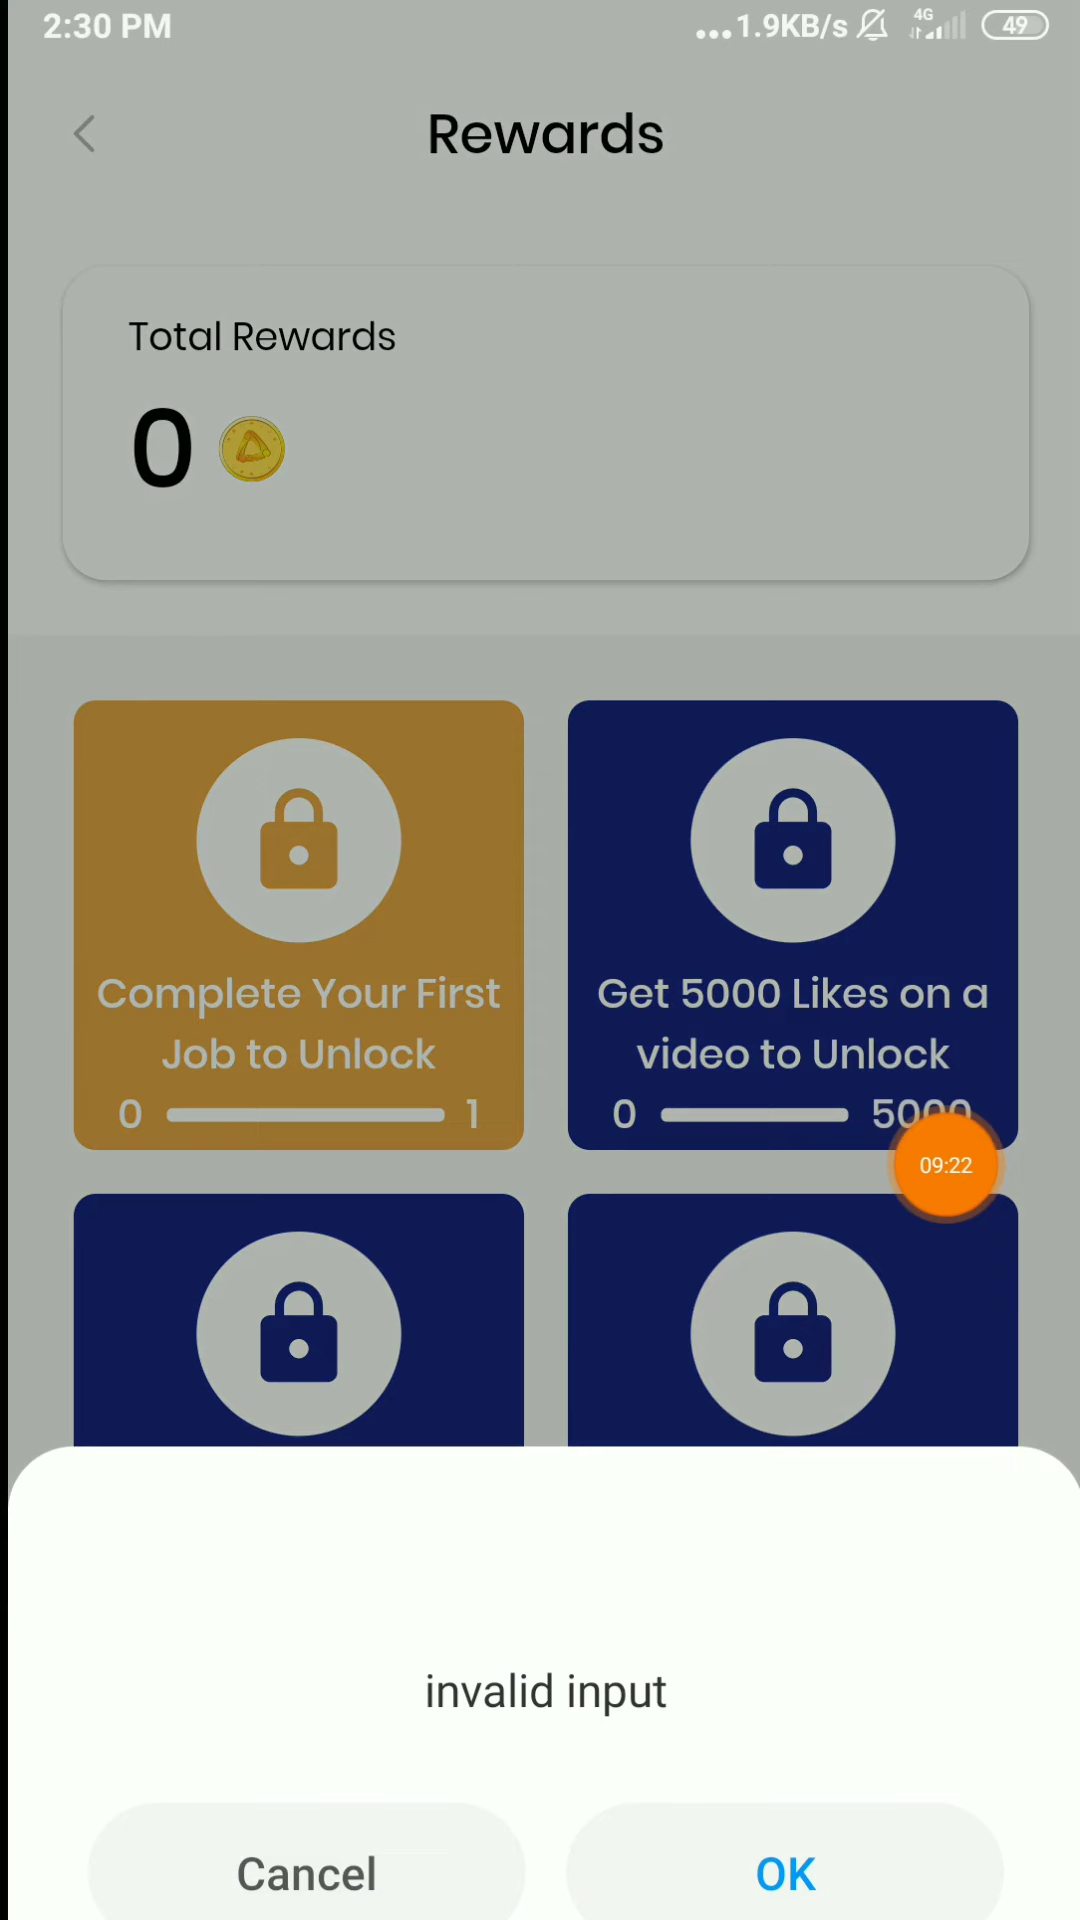 2:30 PM
...1.9KB/s 4G 49
Rewards
Total Rewards
0
Complete Your First
Job to Unlock
0 1
Get 5000 Likes on a
video to Unlock
0 5000
09:22
invalid input
Cancel OK